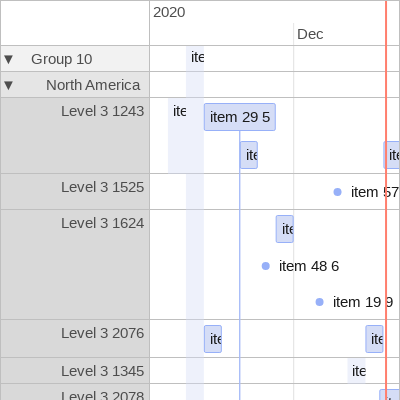 2020
Dec
▼ Group 10 ite
▼ North America
Level 3 1243 ite item 29 5
ite ite
Level 3 1525 item 57
Level 3 1624 ite
item 48 6
item 19 9
Level 3 2076 ite ite
Level 3 1345 ite
Level 3 2078